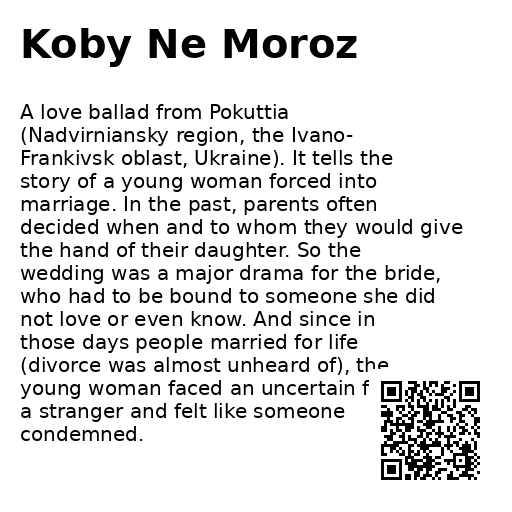 Koby Ne Moroz
A love ballad from Pokuttia
(Nadvirniansky region, the Ivano-
Frankivsk oblast, Ukraine). It tells the
story of a young woman forced into
marriage. In the past, parents often
decided when and to whom they would give
the hand of their daughter. So the
wedding was a major drama for the bride,
who had to be bound to someone she did
not love or even know. And since in
those days people married for life
(divorce was almost unheard of), the
young woman faced an uncertain
a stranger and felt like someone
condemned.